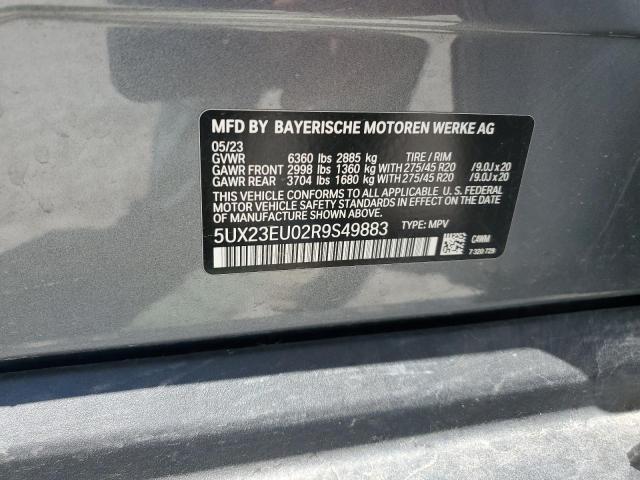 MFD BY BAYERISCHE MOTOREN WERKE AG
05/23
GVWR 6360 lbs 2885 kg TIRE / RIM
GAWR FRONT 2998 lbs 1360 kg WITH 275/45 R20 /9.0J x 20
GAWR REAR 3704 lbs 1680 kg WITH 275/45 R20 /9.0J x 20
THIS VEHICLE CONFORMS TO ALL APPLICABLE U. S. FEDERAL
MOTOR VEHICLE SAFETY STANDARDS IN EFFECT ON THE
DATE OF MANUFACTURE SHOWN ABOVE.
5UX23EU02R9S49883 TYPE: MPV
C4WM
7 320 729